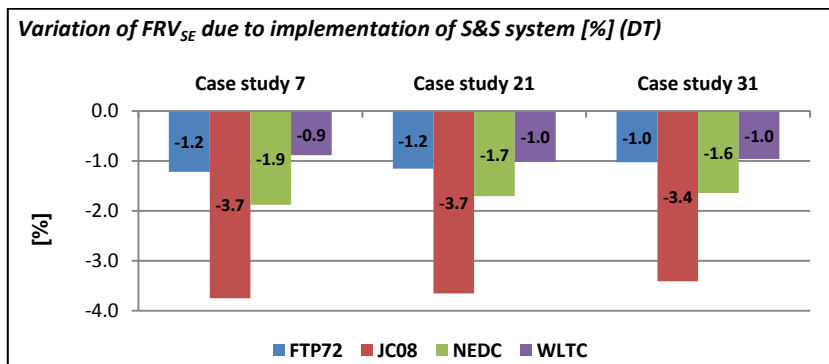 Variation of FRVSE due to implementation of S&S system [%] (DT)
Case study 7 Case study 21 Case study 31
0.0
-1.0
-2.0
-3.0
-4.0
[%]
-1.2 -3.7 -1.9 -0.9
-1.2 -3.7 -1.7 -1.0
-1.0 -3.4 -1.6 -1.0
FTP72 JC08 NEDC WLTC